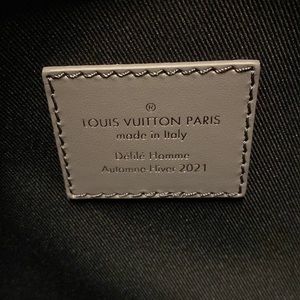 ®
LOUIS VUITTON PARIS
made in Italy
Défilé Homme
Automne-Hiver 2021